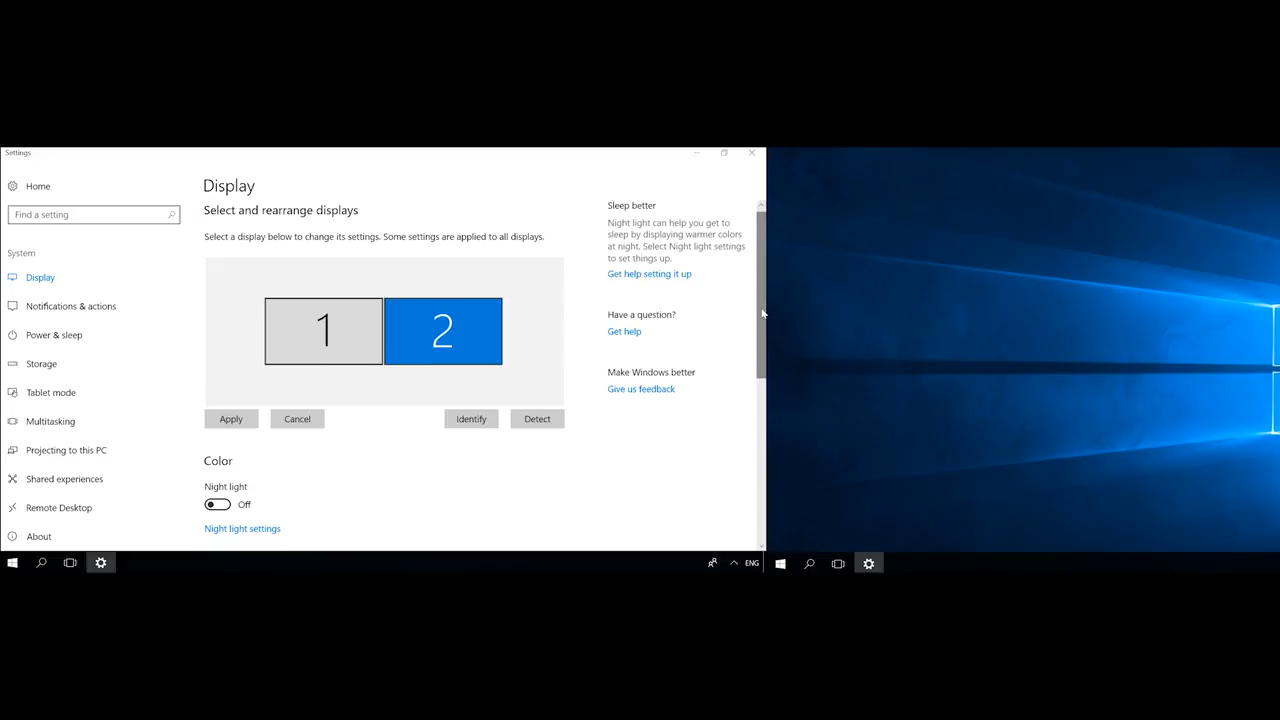 Settings
Home
Find a setting
System
Display
Notifications & actions
Power & sleep
Storage
Tablet mode
Multitasking
Projecting to this PC
Shared experiences
Remote Desktop
About
Display
Select and rearrange displays
Select a display below to change its settings. Some settings are applied to all displays.
1 2
Apply Cancel Identify Detect
Color
Night light
Off
Night light settings
Sleep better
Night light can help you get to
sleep by displaying warmer colors
at night. Select Night light settings
to set things up.
Get help setting it up
Have a question?
Get help
Make Windows better
Give us feedback
ENG